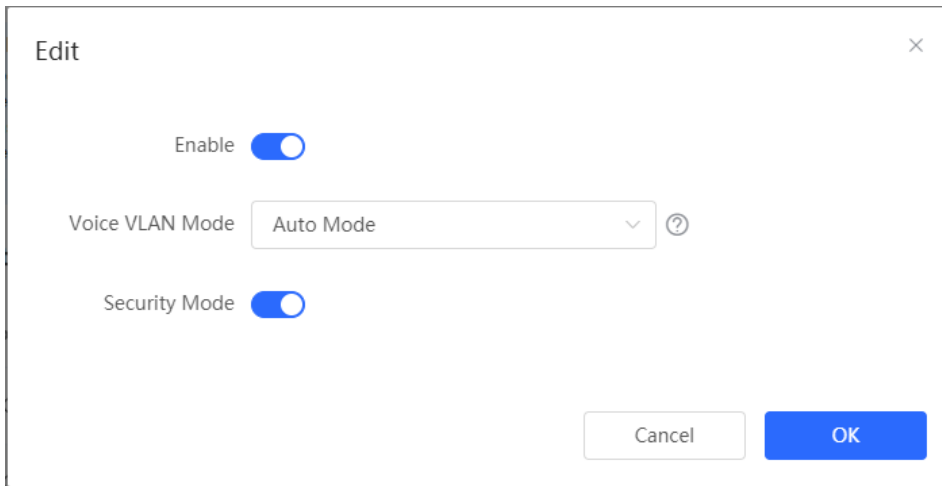 Edit
Enable
Voice VLAN Mode Auto Mode
Security Mode
Cancel OK